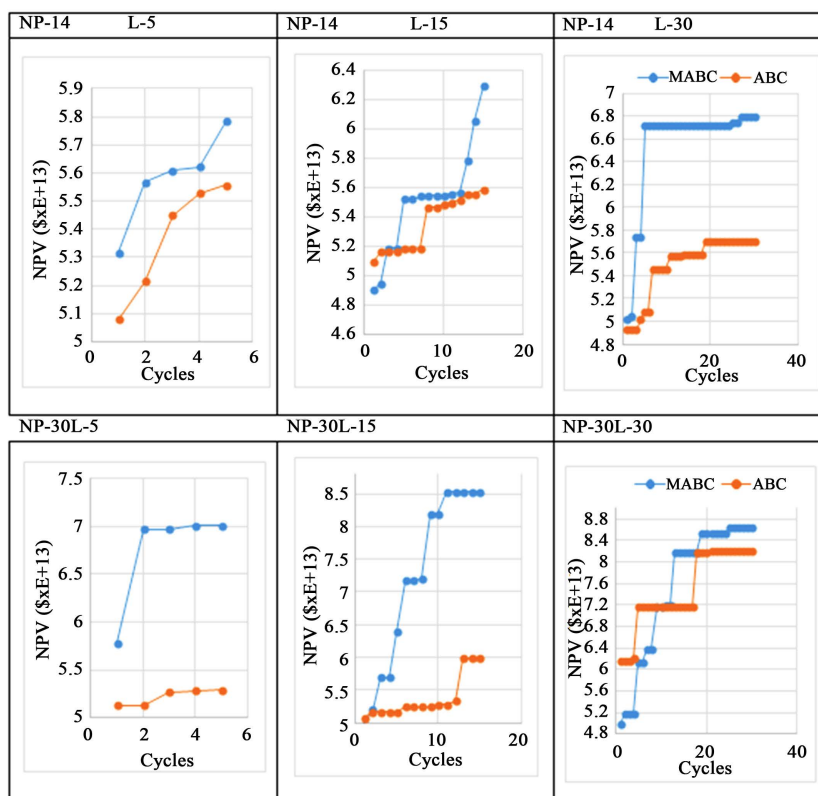 NP-14 L-5
5.9
5.8
5.7
5.6
5.5
5.4
5.3
5.2
5.1
5
NPV ($xE+13)
0 2 4 6
Cycles
NP-14 L-15
6.4
6.2
6
5.8
5.6
5.4
5.2
5
4.8
4.6
NPV ($xE+13)
0 10 20
Cycles
NP-14 L-30
MABC ABC
7
6.8
6.6
6.4
6.2
6
5.8
5.6
5.4
5.2
5
4.8
NPV ($xE+13)
0 20 40
Cycles
NP-30L-5
7.5
7
6.5
6
5.5
5
NPV ($xE+13)
0 2 4 6
Cycles
NP-30L-15
8.5
8
7.5
7
6.5
6
5.5
5
NPV ($xE+13)
0 10 20
Cycles
NP-30L-30
MABC ABC
8.8
8.4
8
7.6
7.2
6.8
6.4
6
5.6
5.2
4.8
NPV ($xE+13)
0 20 40
Cycles